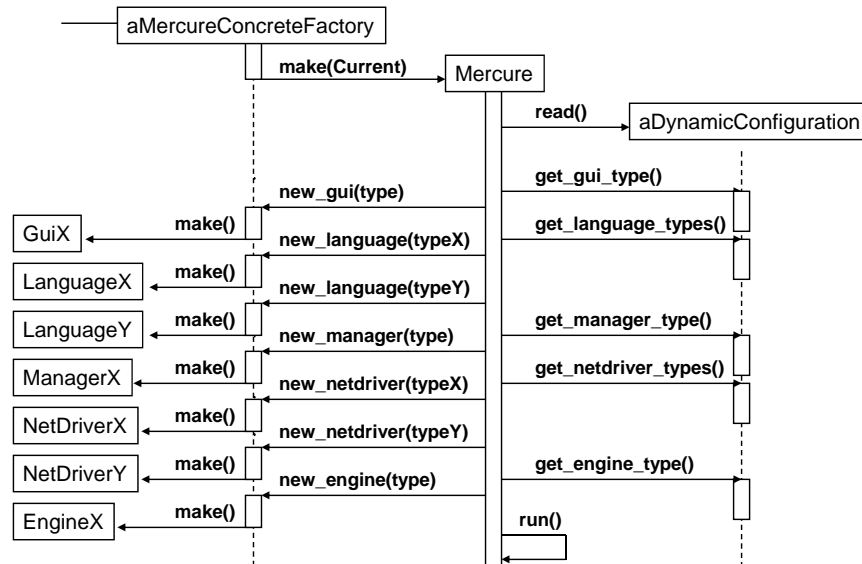 aMercureConcreteFactory
make(Current)
Mercure
read()
aDynamicConfiguration
new_gui(type)
get_gui_type()
make()
GuiX
new_language(typeX)
get_language_types()
make()
LanguageX
new_language(typeY)
make()
LanguageY
new_manager(type)
get_manager_type()
make()
ManagerX
new_netdriver(typeX)
get_netdriver_types()
make()
NetDriverX
new_netdriver(typeY)
make()
NetDriverY
new_engine(type)
get_engine_type()
make()
EngineX
run()